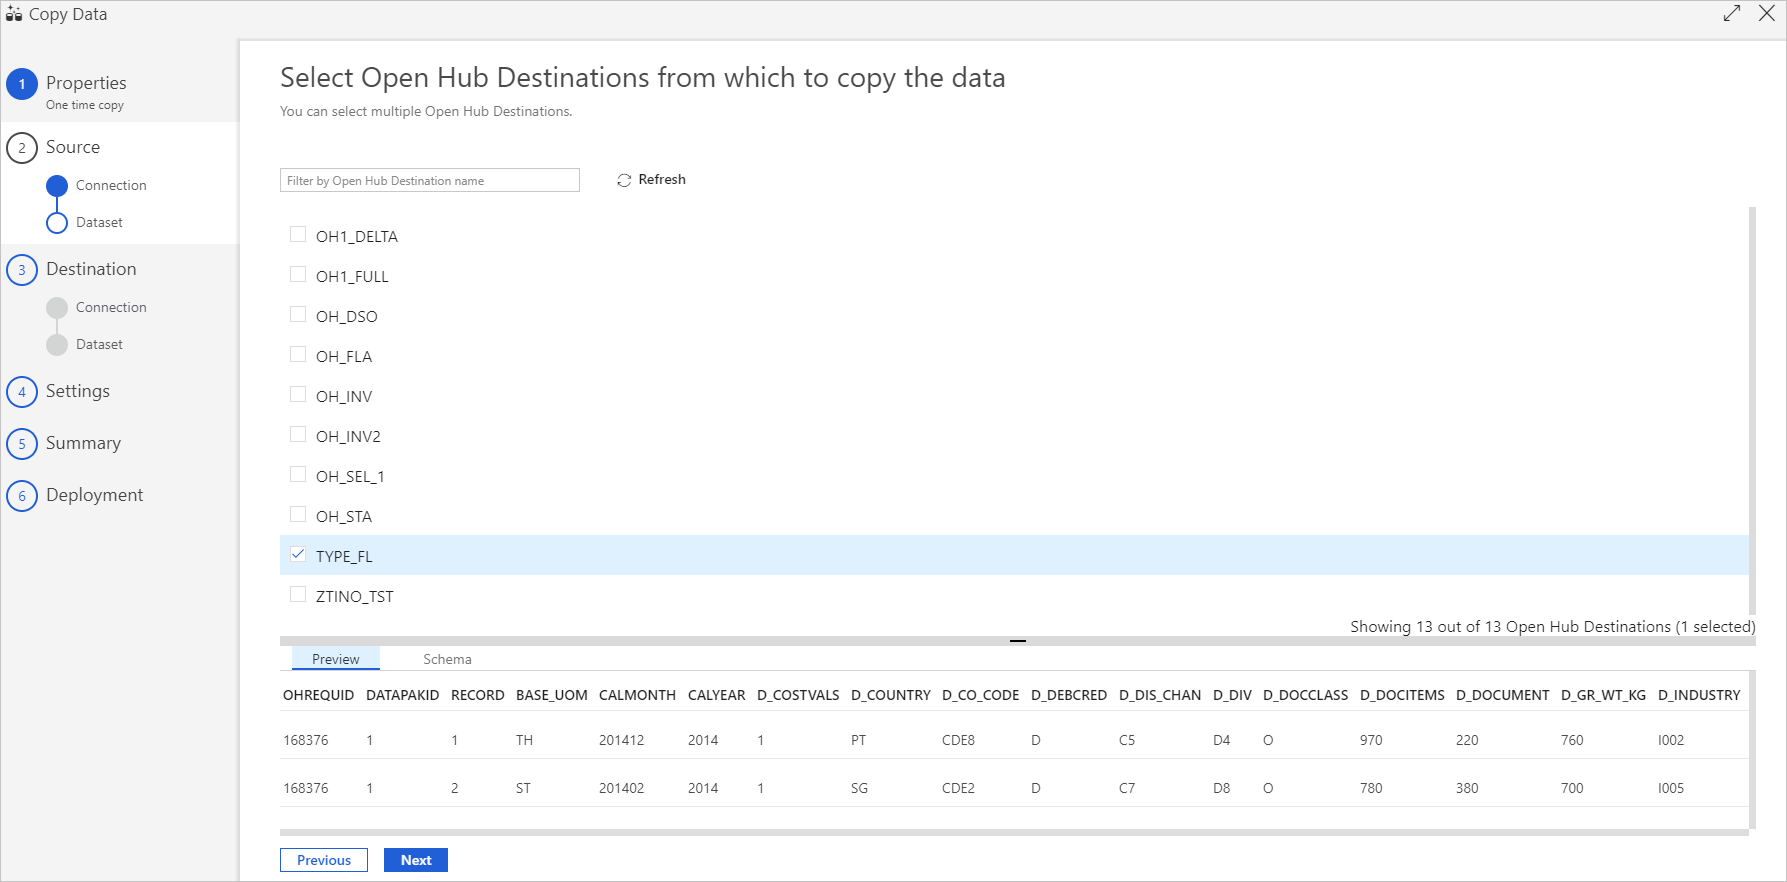 Copy Data
1 Properties
One time copy
2 Source
Connection
Dataset
3 Destination
Connection
Dataset
4 Settings
5 Summary
6 Deployment
Select Open Hub Destinations from which to copy the data
You can select multiple Open Hub Destinations.
Filter by Open Hub Destination name Refresh
OH1_DELTA
OH1_FULL
OH_DSO
OH_FLA
OH_INV
OH_INV2
OH_SEL_1
OH_STA
TYPE_FL
ZTINO_TST
Showing 13 out of 13 Open Hub Destinations (1 selected)
Preview Schema
OHREQUID DATAPAKID RECORD BASE_UOM CALMONTH CALYEAR D_COSTVALS D_COUNTRY D_CO_CODE D_DEBCRED D_DIS_CHAN D_DIV D_DOCCLASS D_DOCITEMS D_DOCUMENT D_GR_WT_KG D_INDUSTRY
168376 1 1 TH 201412 2014 1 PT CDE8 D C5 D4 O 970 220 760 I002
168376 1 2 ST 201402 2014 1 SG CDE2 D C7 D8 O 780 380 700 I005
Previous Next